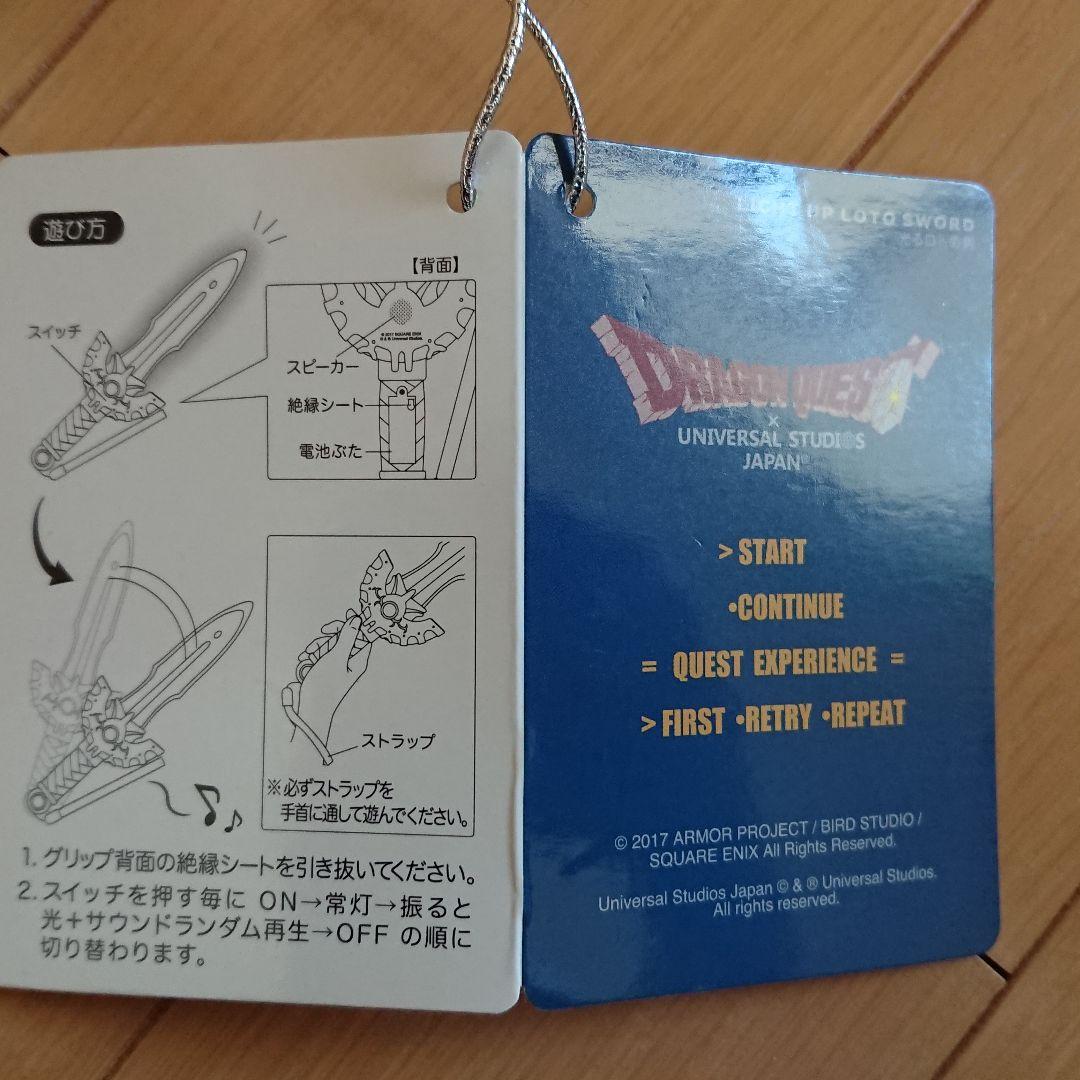 遊び方
【背面】
スイッチ
© 2017 SQUARE ENIX
© & ® Universal Studios.
スピーカー
絶縁シート
電池ぶた
ストラップ
※必ずストラップを
手首に通して遊んでください。
1. グリップ背面の絶縁シートを引き抜いてください。
2. スイッチを押す毎に ON→常灯→振ると
光+サウンドランダム再生→OFF の順に
切り替わります。
UP LOTO SWORD
DRAGON QUEST
×
UNIVERSAL STUDIOS
JAPAN®
> START
•CONTINUE
= QUEST EXPERIENCE =
> FIRST •RETRY •REPEAT
© 2017 ARMOR PROJECT / BIRD STUDIO /
SQUARE ENIX All Rights Reserved.
Universal Studios Japan © & ® Universal Studios.
All rights reserved.